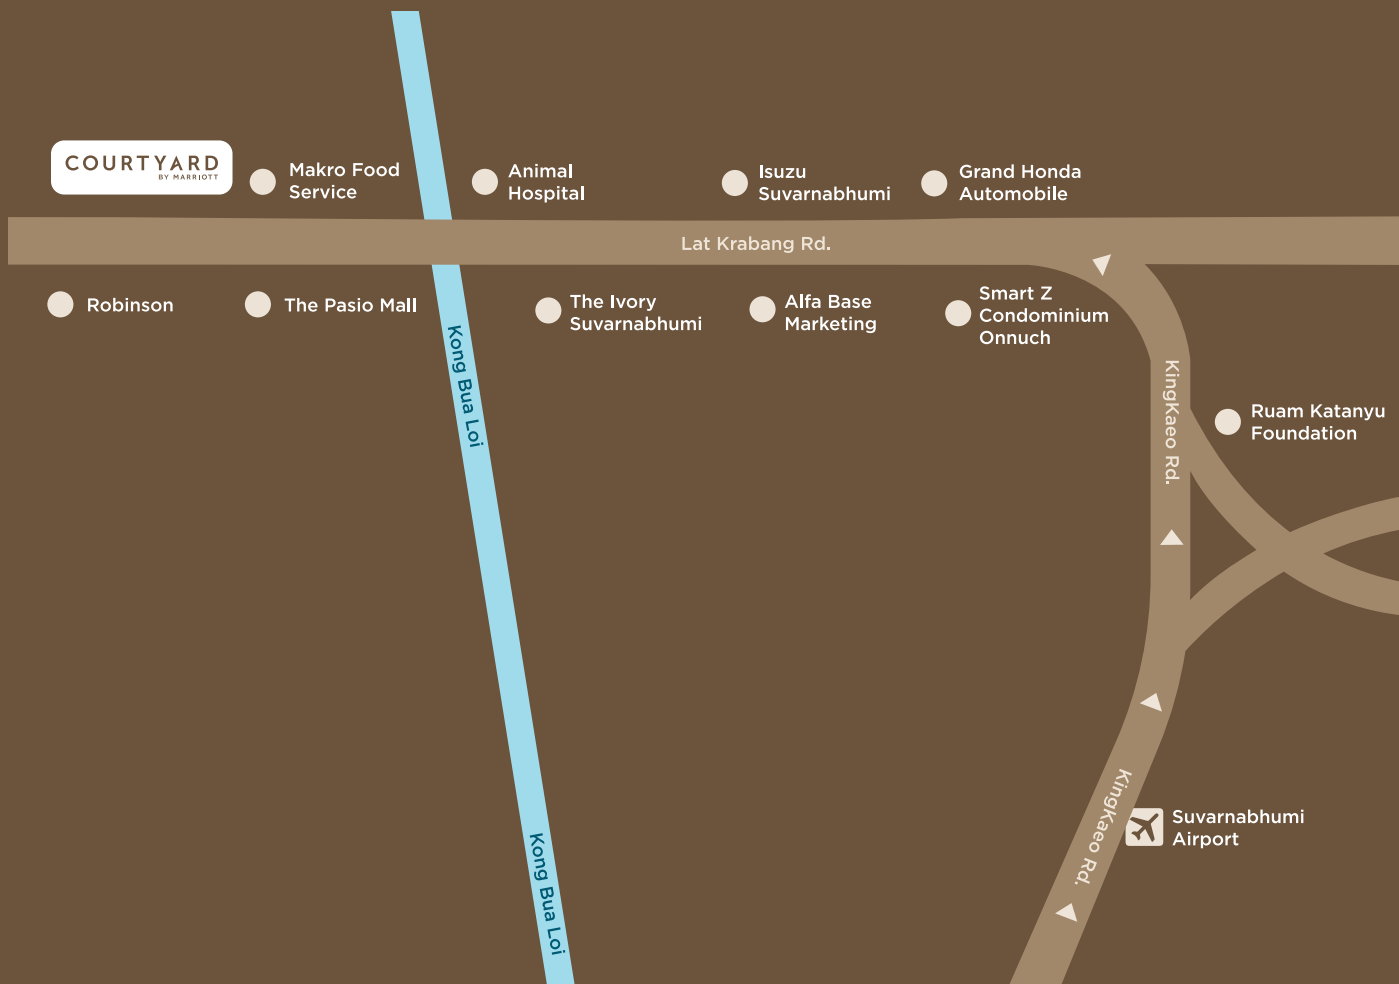 COURTYARD
BY MARRIOTT
Makro Food
Service
Animal
Hospital
Isuzu
Suvarnabhumi
Grand Honda
Automobile
Lat Krabang Rd.
Robinson
The Pasio Mall
The Ivory
Suvarnabhumi
Alfa Base
Marketing
Smart Z
Condominium
Onnuch
Kong Bua Loi
KingKaeo Rd.
Ruam Katanyu
Foundation
KingKaeo Rd.
Suvarnabhumi
Airport
Kong Bua Loi